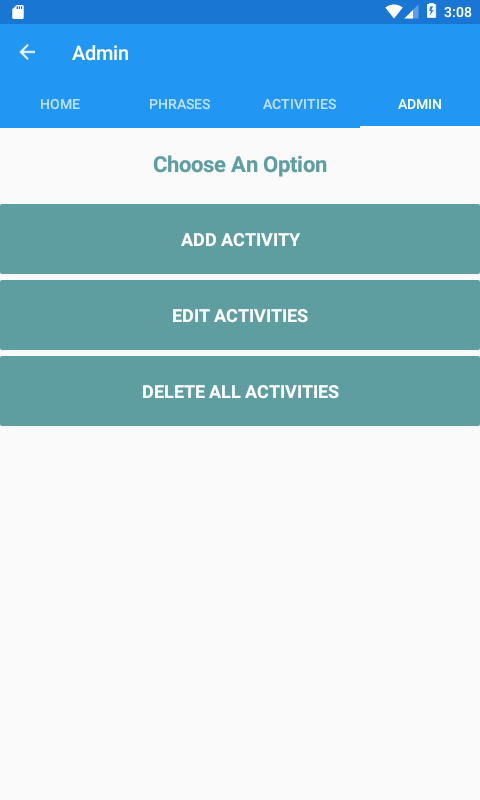 3:08
Admin
HOME PHRASES ACTIVITIES ADMIN
Choose An Option
ADD ACTIVITY
EDIT ACTIVITIES
DELETE ALL ACTIVITIES